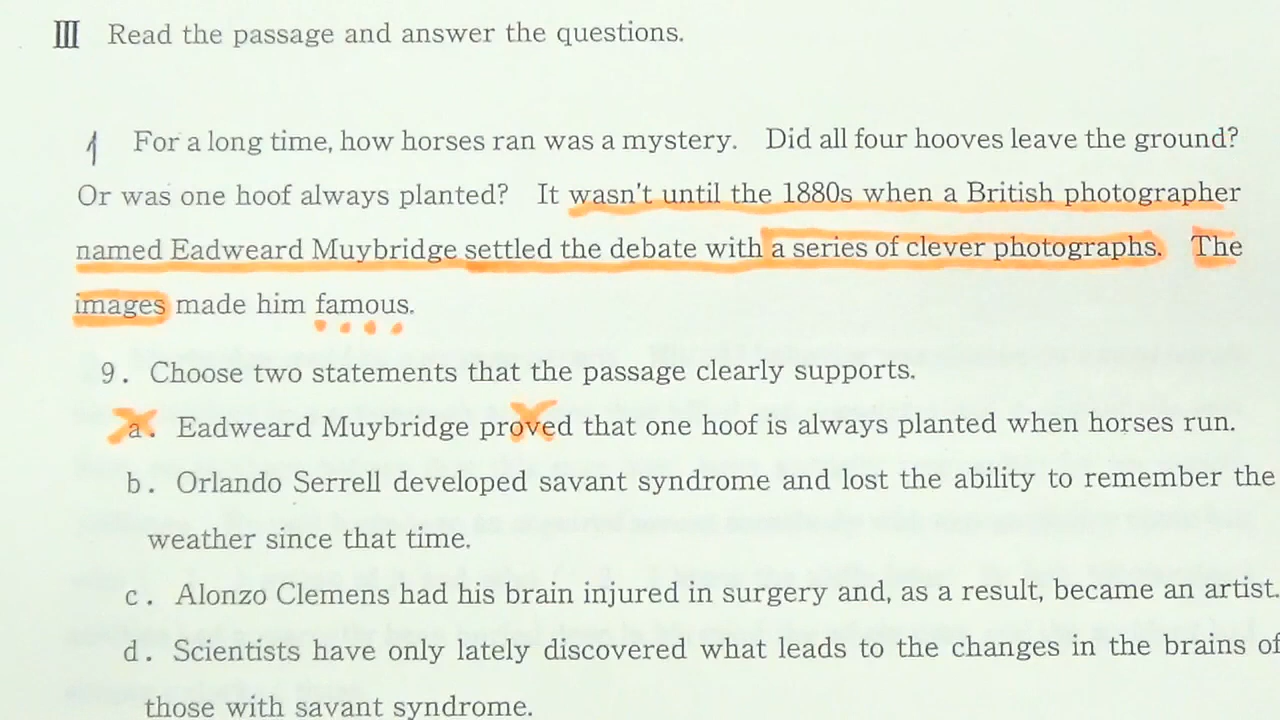 III Read the passage and answer the questions.
1 For a long time, how horses ran was a mystery. Did all four hooves leave the ground?
Or was one hoof always planted? It wasn't until the 1880s when a British photographer
named Eadweard Muybridge settled the debate with a series of clever photographs. The
images made him famous.
9. Choose two statements that the passage clearly supports.
a. Eadweard Muybridge proved that one hoof is always planted when horses run.
b. Orlando Serrell developed savant syndrome and lost the ability to remember the
weather since that time.
c. Alonzo Clemens had his brain injured in surgery and, as a result, became an artist.
d. Scientists have only lately discovered what leads to the changes in the brains of
those with savant syndrome.